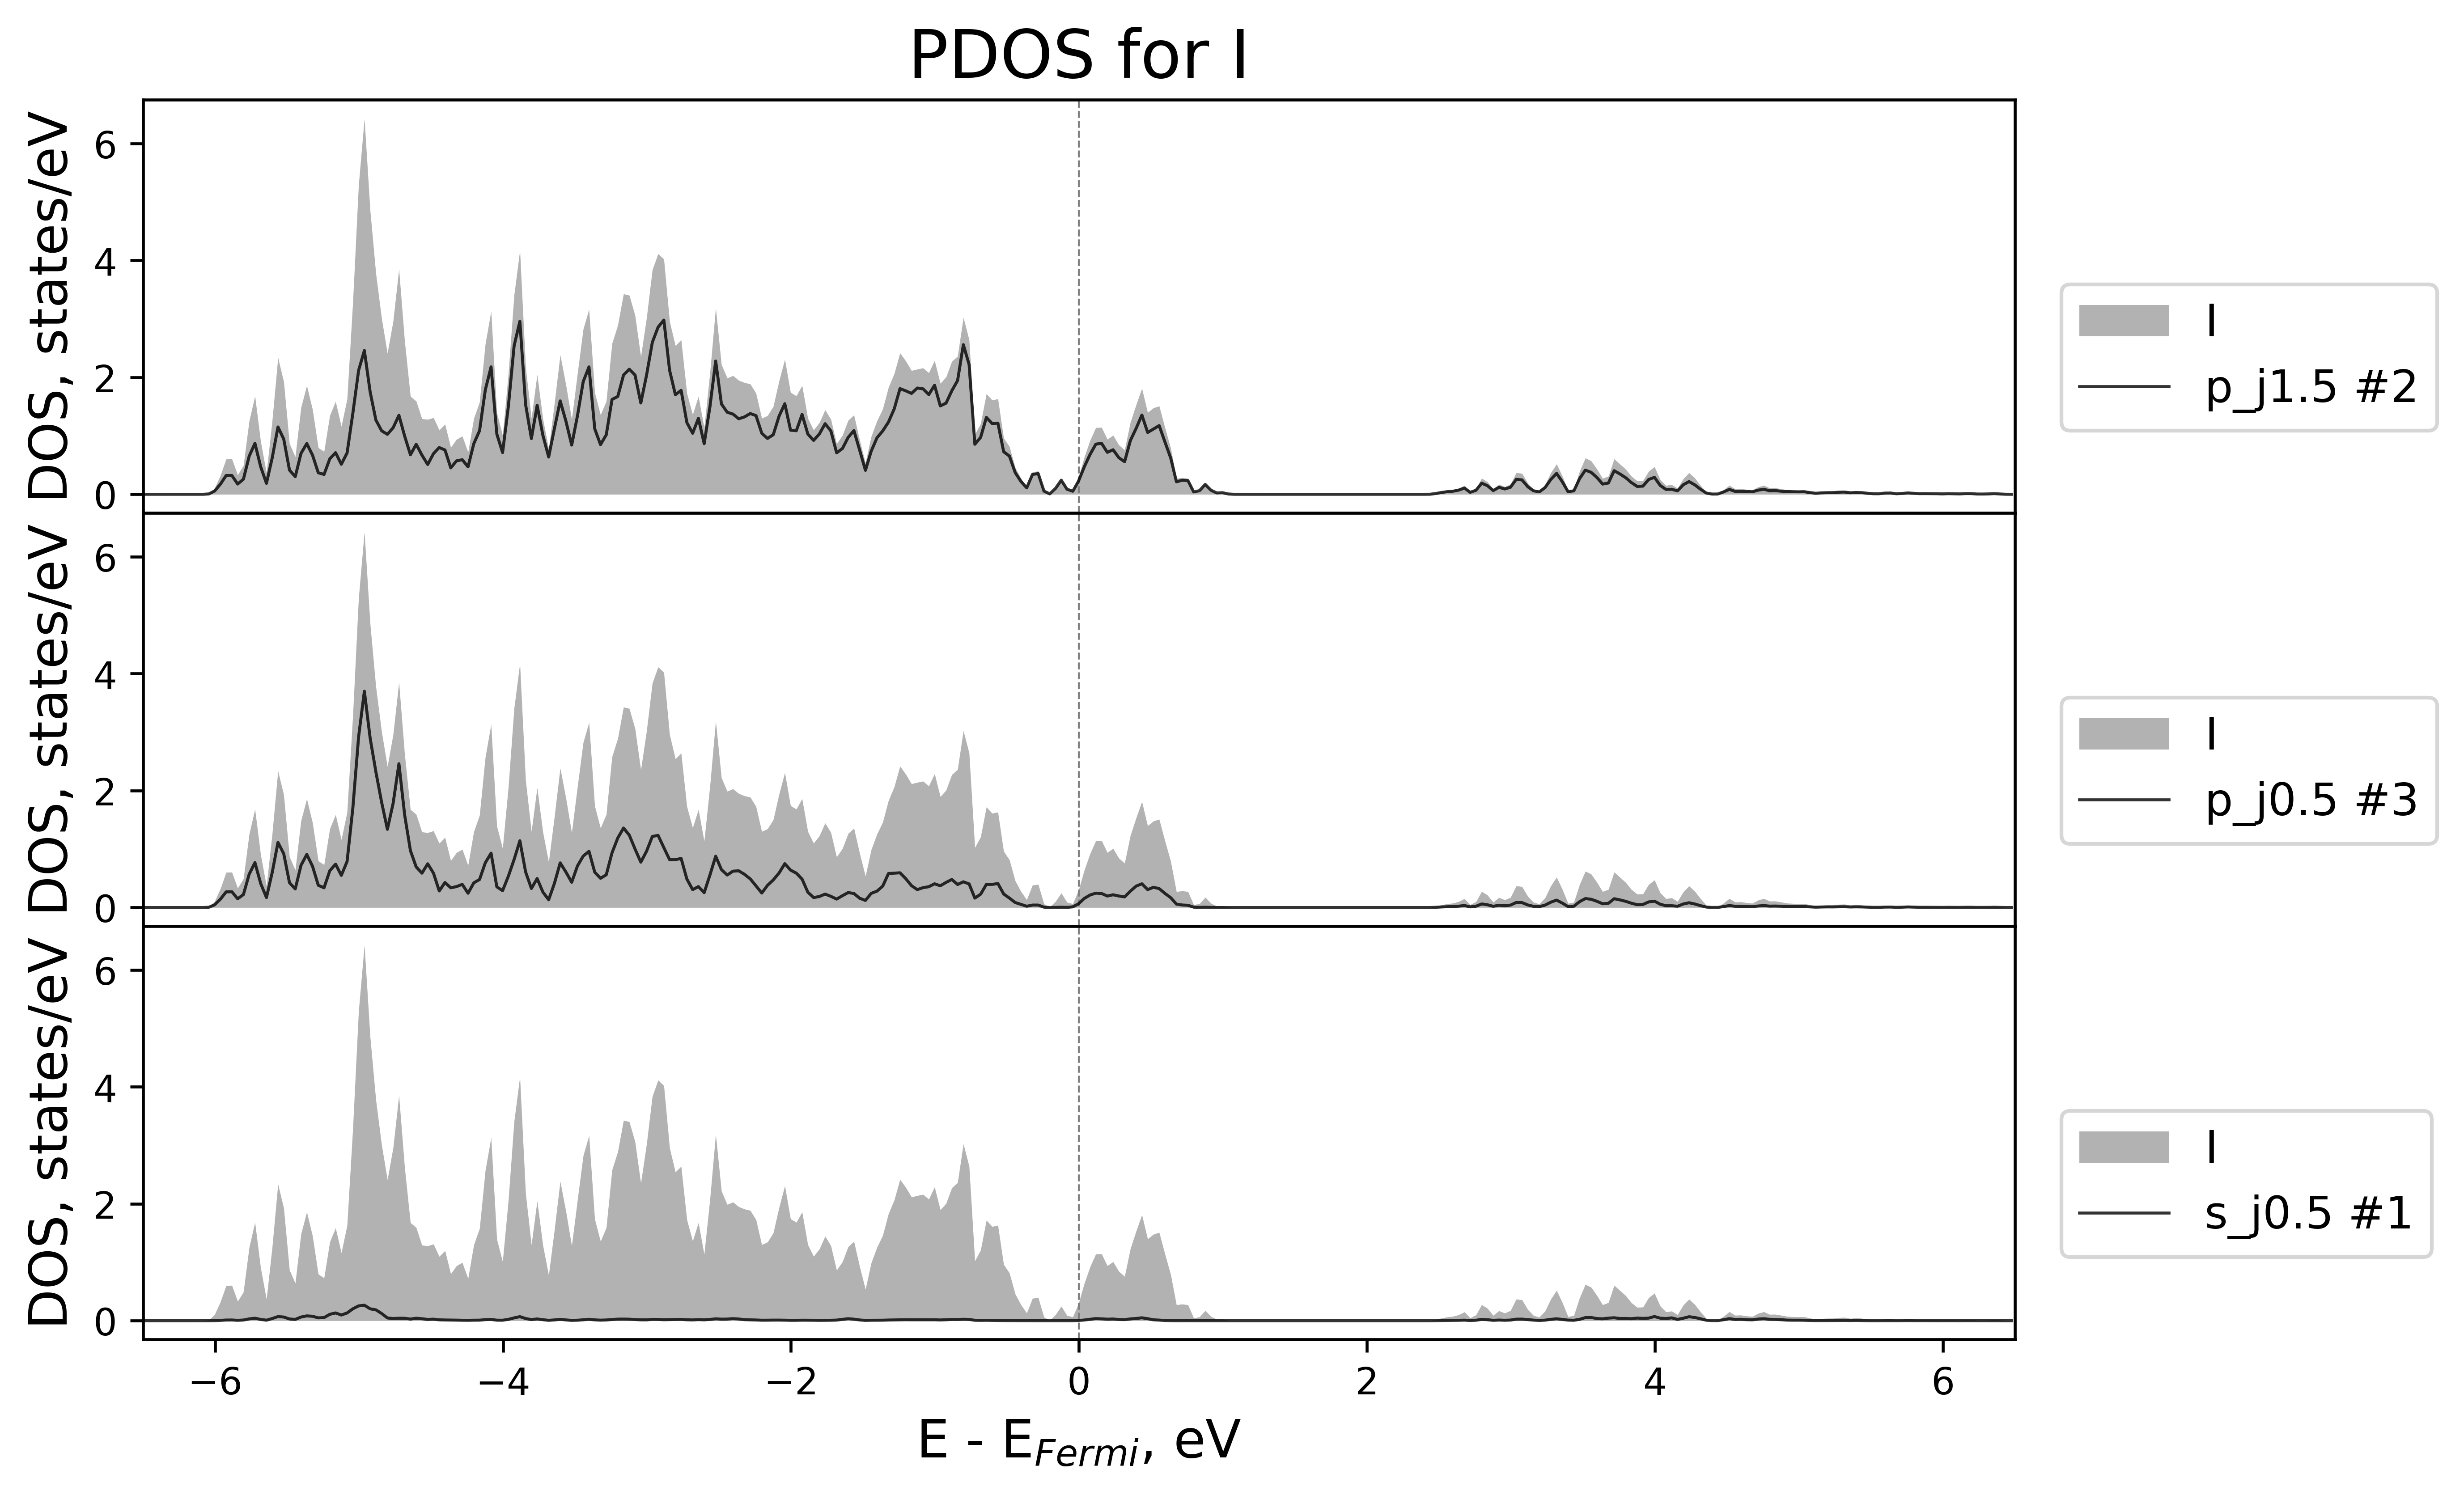 PDOS for I
DOS, states/eV
6
4
2
0
I
p_j1.5 #2
DOS, states/eV
6
4
2
0
I
p_j0.5 #3
DOS, states/eV
6
4
2
0
I
s_j0.5 #1
−6 −4 −2 0 2 4 6
E - E_Fermi, eV